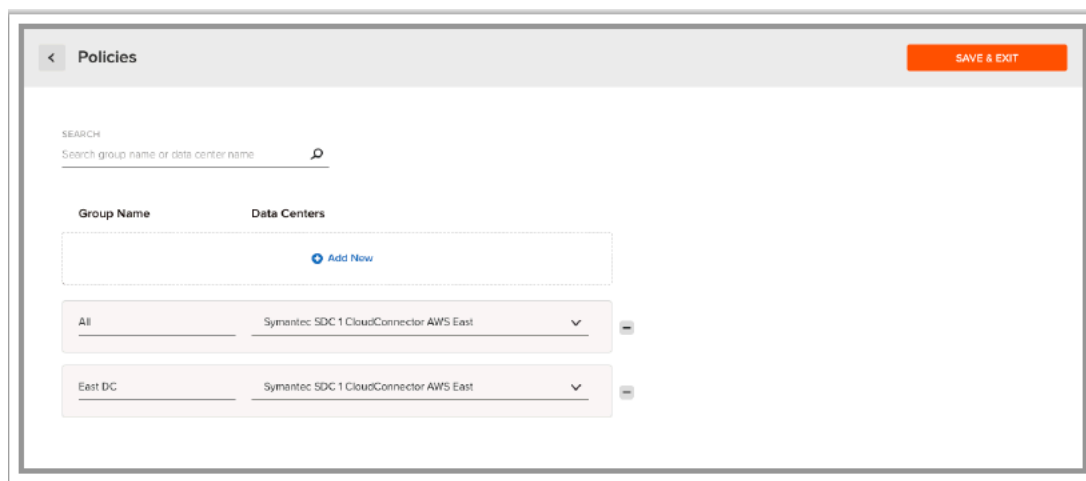 Policies
SAVE & EXIT
SEARCH
Search group name or data center name
Group Name Data Centers
Add New
All Symantec SDC 1 CloudConnector AWS East
East DC Symantec SDC 1 CloudConnector AWS East